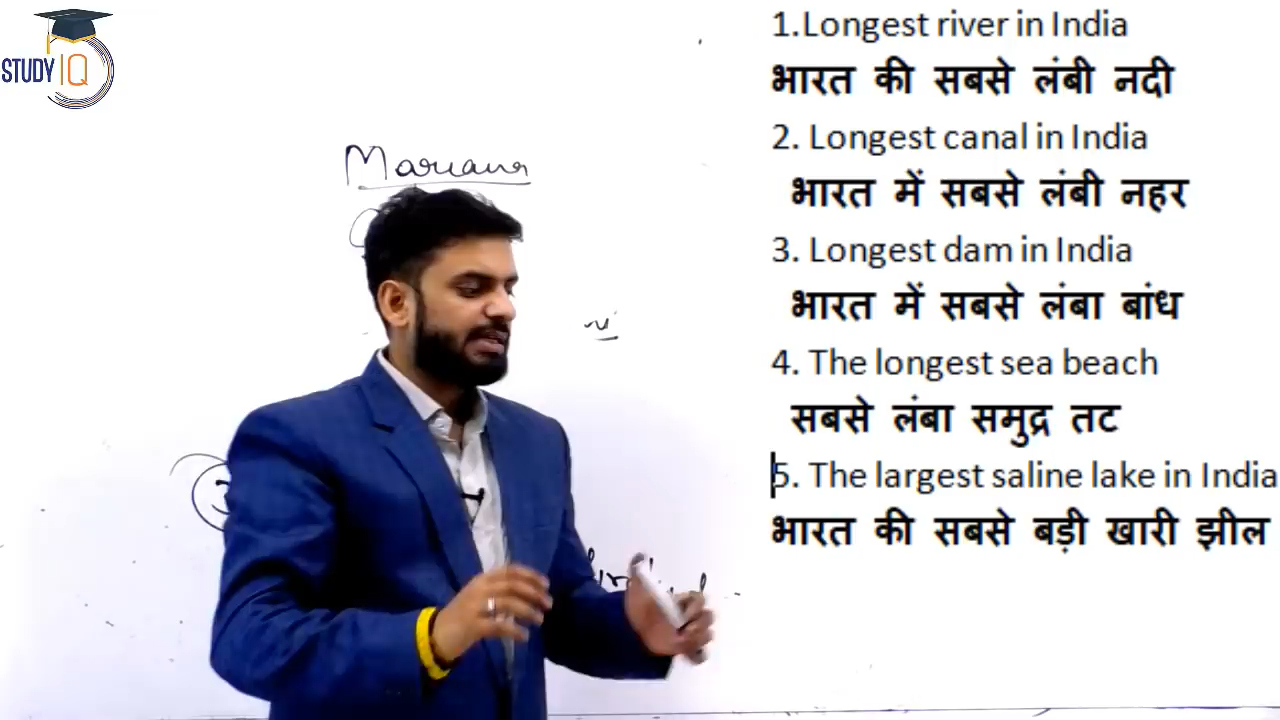 STUDY IQ
Mariana
1.Longest river in India
भारत की सबसे लंबी नदी
2. Longest canal in India
भारत में सबसे लंबी नहर
3. Longest dam in India
भारत में सबसे लंबा बांध
4. The longest sea beach
सबसे लंबा समुद्र तट
5. The largest saline lake in India
भारत की सबसे बड़ी खारी झील